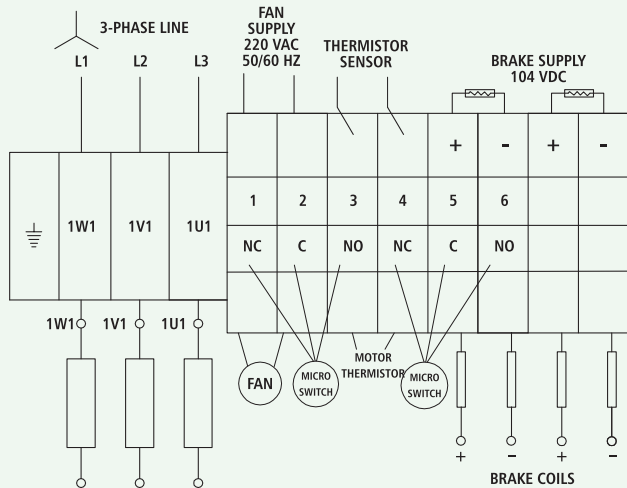 3-PHASE LINE
L1 L2 L3
FAN
SUPPLY
220 VAC
50/60 HZ
THERMISTOR
SENSOR
BRAKE SUPPLY
104 VDC
+ - + -
1W1 1V1 1U1
1 2 3 4 5 6
NC C NO NC C NO
1W1 1V1 1U1
FAN
MICRO
SWITCH
MOTOR
THERMISTOR
MICRO
SWITCH
+ - + -
BRAKE COILS